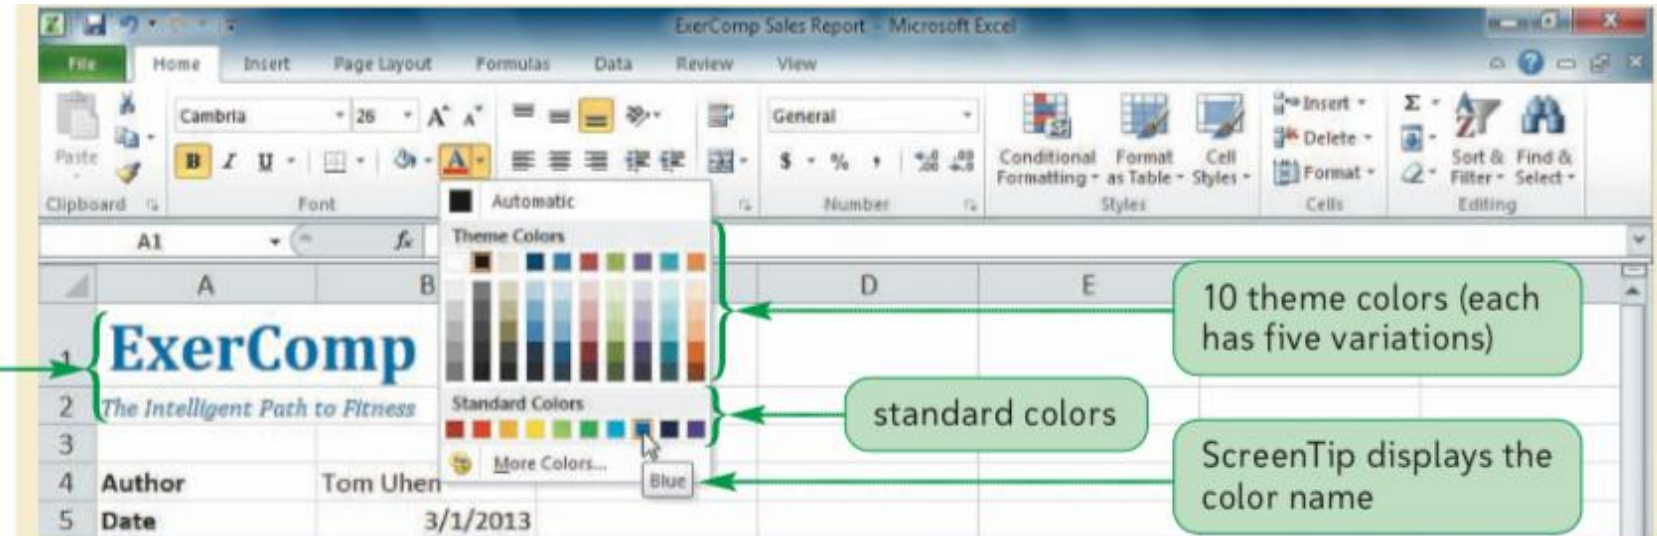 ExerComp Sales Report - Microsoft Excel
File Home Insert Page Layout Formulas Data Review View
Cambria 26 A A General Insert Σ
Delete
Paste B I U A $ % , .00 Conditional Format Cell Format Sort & Find &
Formatting as Table Styles Filter Select
Clipboard Font Number Styles Cells Editing
Automatic
A1 fx
Theme Colors
A B D E
10 theme colors (each
has five variations)
1 ExerComp
2 The Intelligent Path to Fitness
Standard Colors
standard colors
3
More Colors...
ScreenTip displays the
color name
4 Author Tom Uhen
Blue
5 Date 3/1/2013